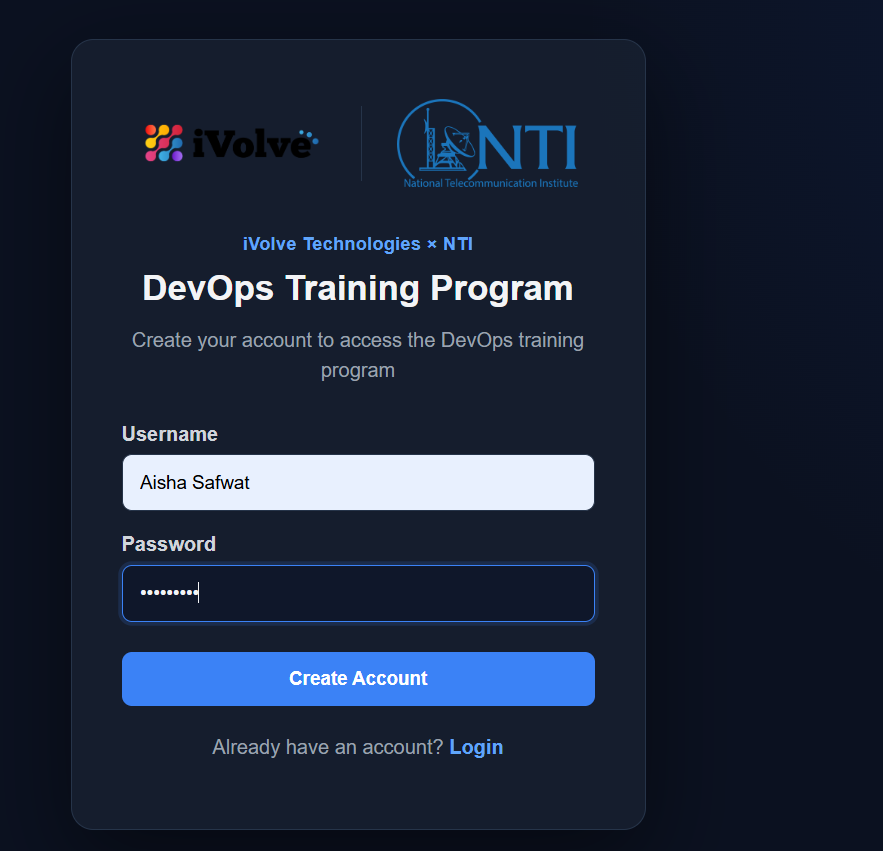 iVolve
NTI
National Telecommunication Institute
iVolve Technologies × NTI
DevOps Training Program
Create your account to access the DevOps training
program
Username
Aisha Safwat
Password
•••••••••
Create Account
Already have an account? Login